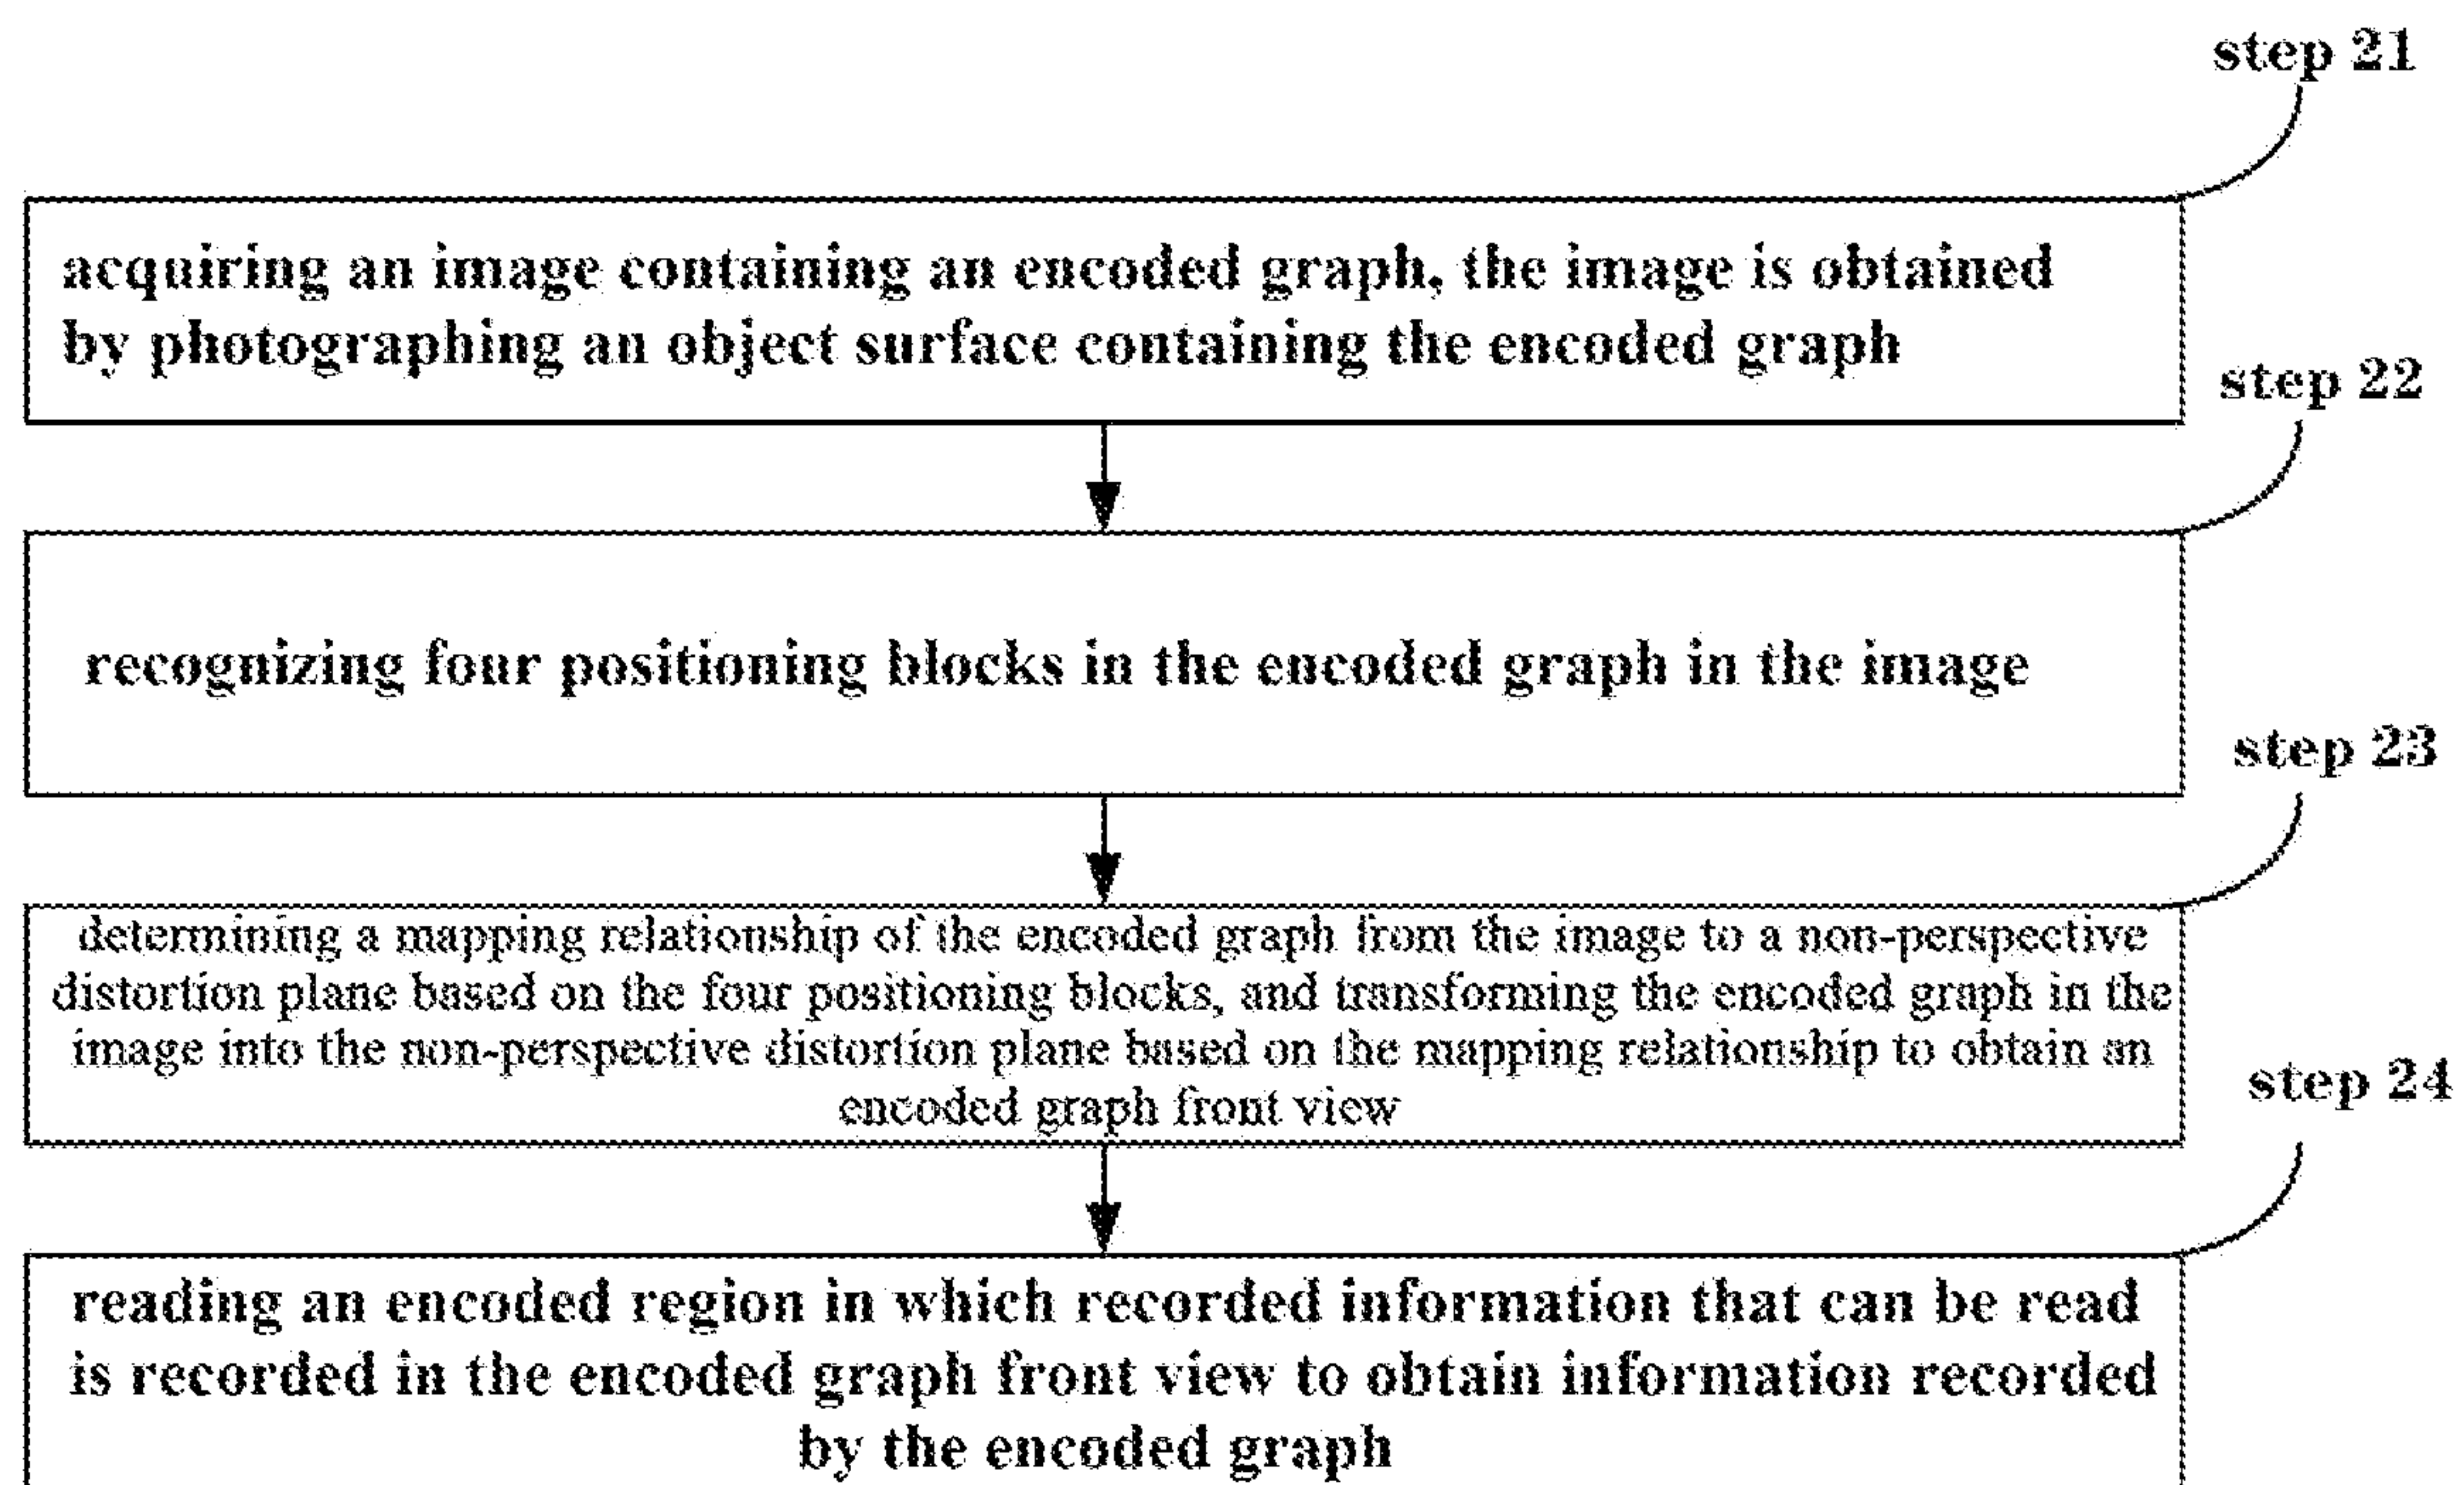 step 21
acquiring an image containing an encoded graph, the image is obtained
by photographing an object surface containing the encoded graph
step 22
recognizing four positioning blocks in the encoded graph in the image
step 23
determining a mapping relationship of the encoded graph from the image to a non-perspective
distortion plane based on the four positioning blocks, and transforming the encoded graph in the
image into the non-perspective distortion plane based on the mapping relationship to obtain an
encoded graph front view
step 24
reading an encoded region in which recorded information that can be read
is recorded in the encoded graph front view to obtain information recorded
by the encoded graph